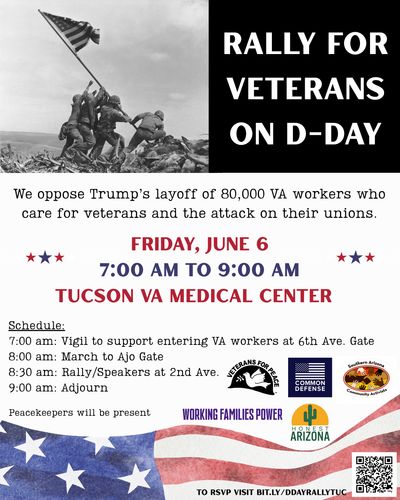 RALLY FOR
VETERANS
ON D-DAY
We oppose Trump's layoff of 80,000 VA workers who
care for veterans and the attack on their unions.
FRIDAY, JUNE 6
7:00 AM TO 9:00 AM
TUCSON VA MEDICAL CENTER
Schedule:
7:00 am: Vigil to support entering VA workers at 6th Ave. Gate
8:00 am: March to Ajo Gate
8:30 am: Rally/Speakers at 2nd Ave.
9:00 am: Adjourn
VETERANS FOR PEACE
COMMON
DEFENSE
Southern Arizona
Community Activists
Peacekeepers will be present
WORKING FAMILIES POWER
HONEST
ARIZONA
TO RSVP VISIT BIT.LY/DDAYRALLYTUC